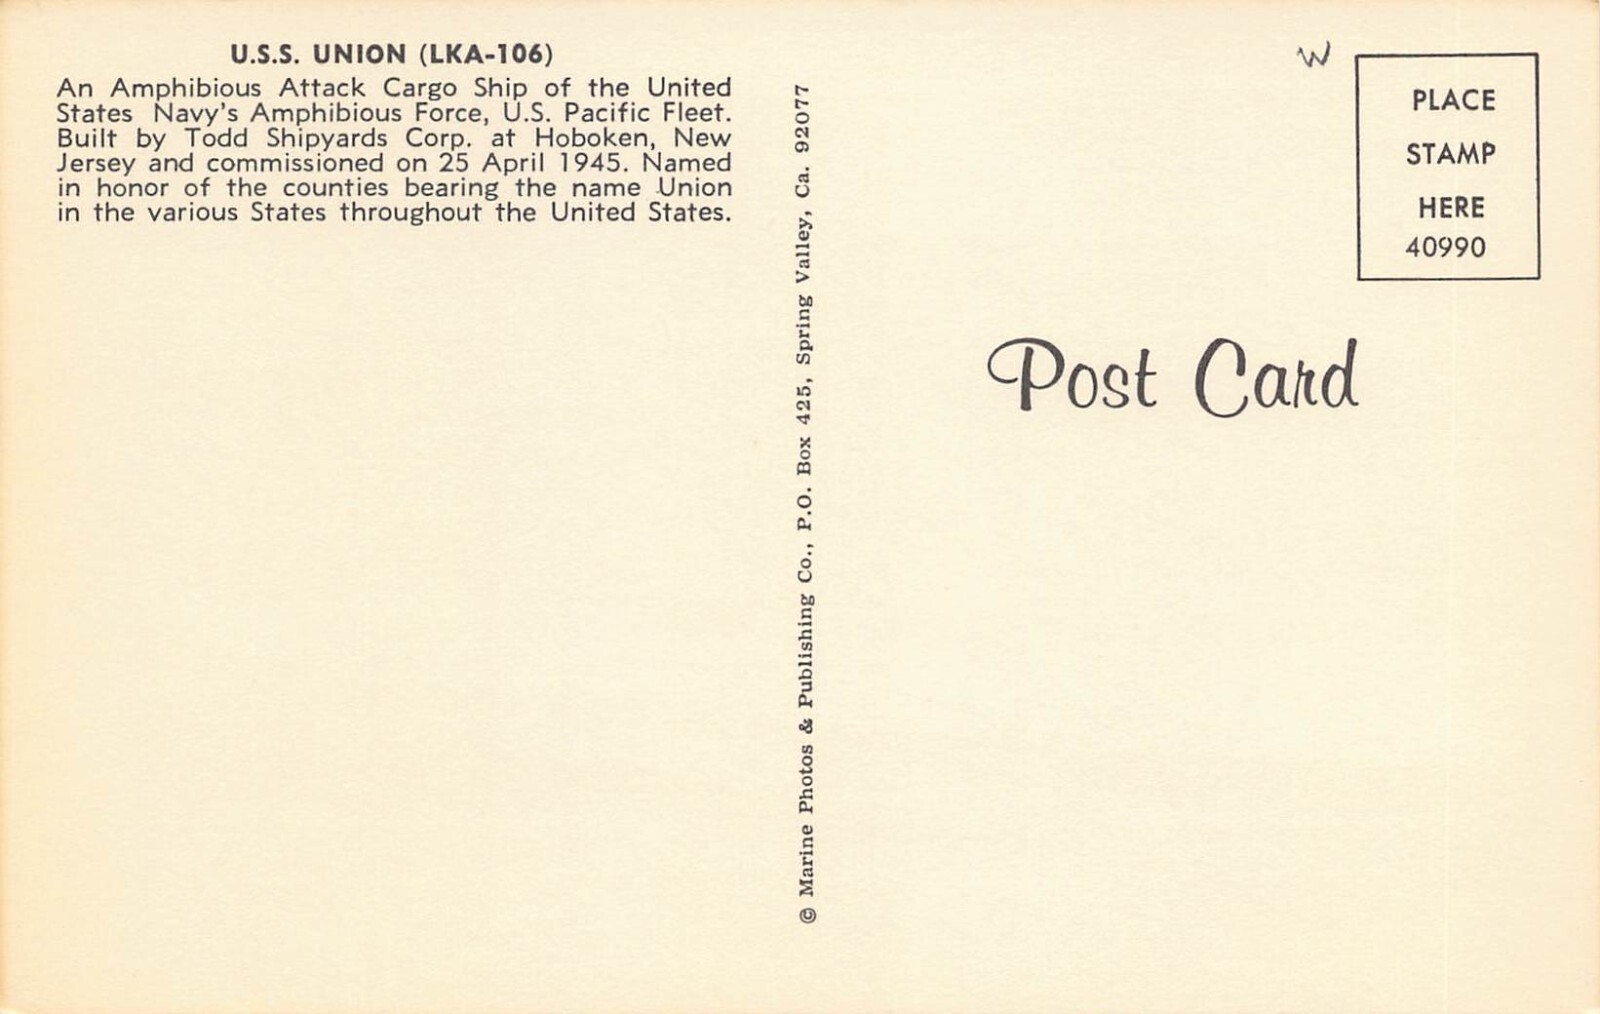 U.S.S. UNION (LKA-106)
An Amphibious Attack Cargo Ship of the United
States Navy's Amphibious Force, U.S. Pacific Fleet.
Built by Todd Shipyards Corp. at Hoboken, New
Jersey and commissioned on 25 April 1945. Named
in honor of the counties bearing the name Union
in the various States throughout the United States.
© Marine Photos & Publishing Co., P.O. Box 425, Spring Valley, Ca. 92077
W
PLACE
STAMP
HERE
40990
Post Card